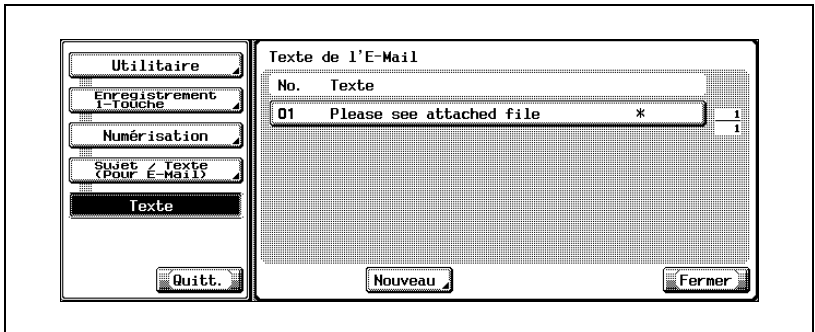 Utilitaire
Enregistrement
1-Touche
Numérisation
Sujet / Texte
(Pour E-Mail)
Texte
Quitt.
Texte de l'E-Mail
No. Texte
01 Please see attached file *
1
1
Nouveau
Fermer